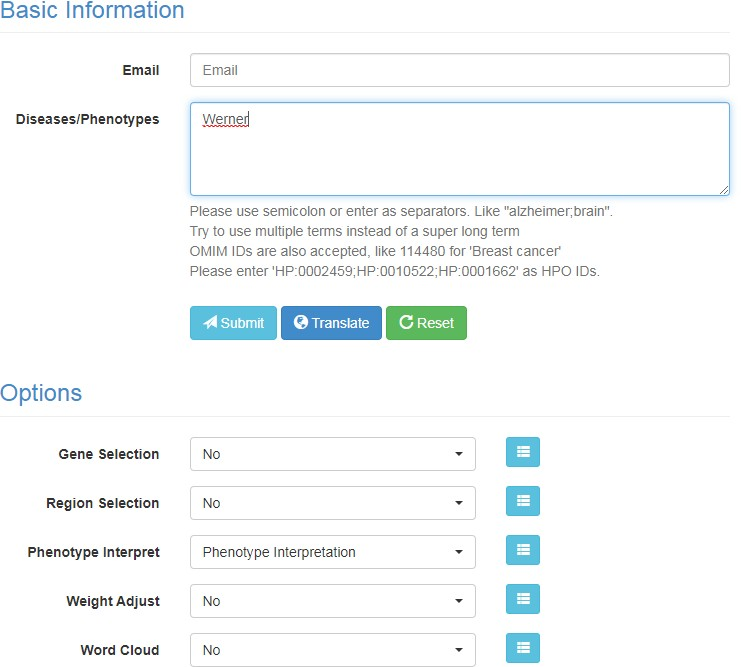 Basic Information
Email Email
Diseases/Phenotypes Werner
Please use semicolon or enter as separators. Like "alzheimer;brain".
Try to use multiple terms instead of a super long term
OMIM IDs are also accepted, like 114480 for 'Breast cancer'
Please enter 'HP:0002459;HP:0010522;HP:0001662' as HPO IDs.
Submit Translate Reset
Options
Gene Selection No
Region Selection No
Phenotype Interpret Phenotype Interpretation
Weight Adjust No
Word Cloud No